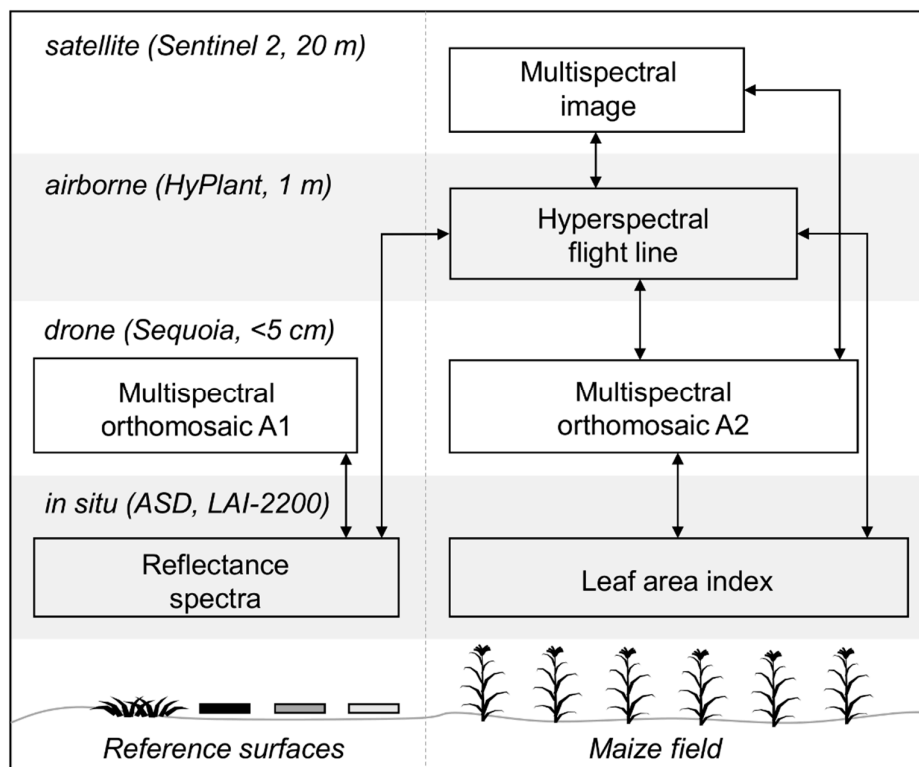 satellite (Sentinel 2, 20 m)
Multispectral
image
airborne (HyPlant, 1 m)
Hyperspectral
flight line
drone (Sequoia, <5 cm)
Multispectral
orthomosaic A1
Multispectral
orthomosaic A2
in situ (ASD, LAI-2200)
Reflectance
spectra
Leaf area index
Reference surfaces
Maize field